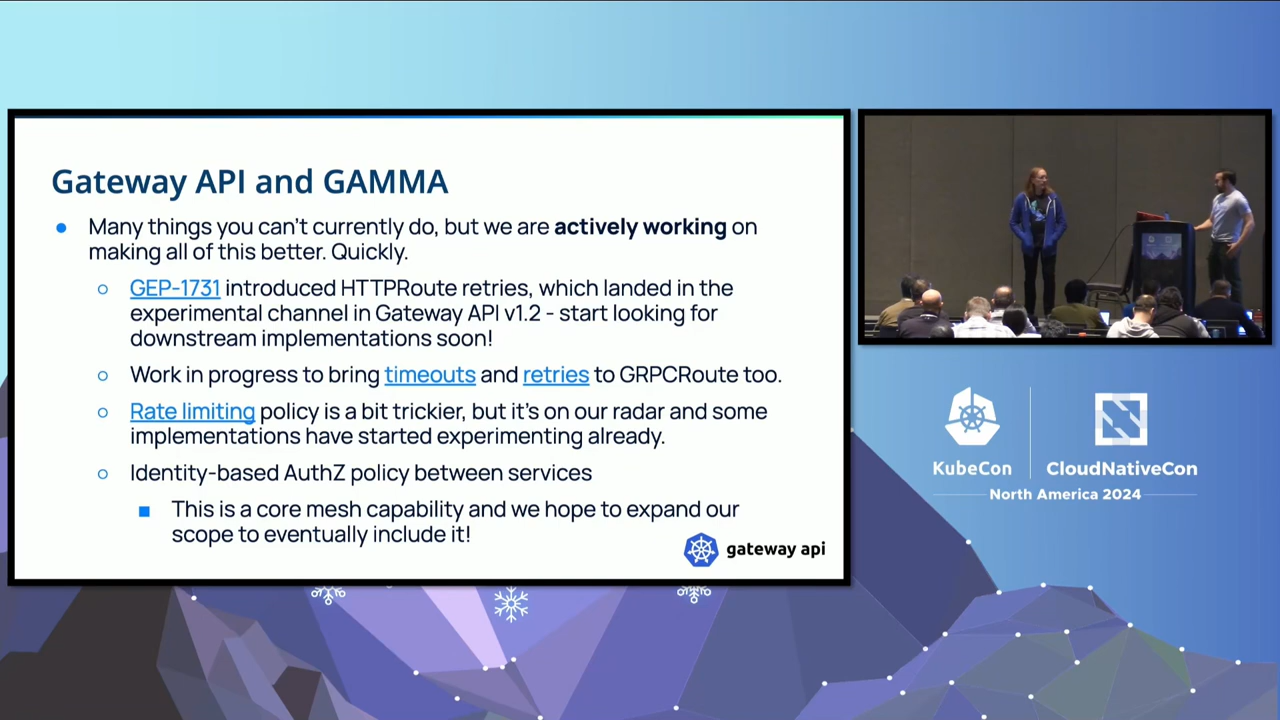 Gateway API and GAMMA
● Many things you can't currently do, but we are actively working on
making all of this better. Quickly.
○ GEP-1731 introduced HTTPRoute retries, which landed in the
experimental channel in Gateway API v1.2 - start looking for
downstream implementations soon!
○ Work in progress to bring timeouts and retries to GRPCRoute too.
○ Rate limiting policy is a bit trickier, but it's on our radar and some
implementations have started experimenting already.
○ Identity-based AuthZ policy between services
■ This is a core mesh capability and we hope to expand our
scope to eventually include it!
gateway api
KubeCon
CloudNativeCon
North America 2024